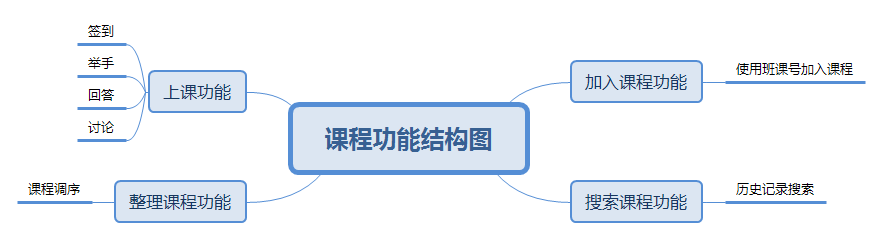 签到
举手
回答
讨论
上课功能
课程调序
整理课程功能
课程功能结构图
加入课程功能
使用班课号加入课程
搜索课程功能
历史记录搜索